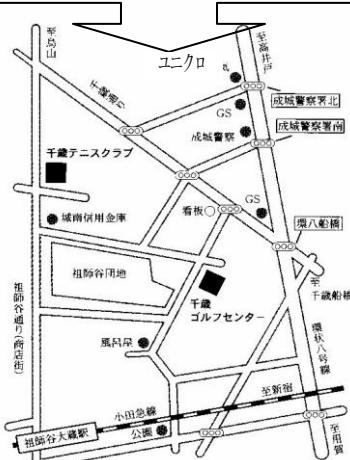 ユニクロ
至烏山
至高井戸
千歳通り
成城警察署北
GS
成城警察
成城警察署南
千歳テニスクラブ
看板
GS
城南信用金庫
環八船橋
祖師谷団地
至千歳船橋
千歳
ゴルフセンター
祖師谷通り(商店街)
風呂屋
環状八号線
小田急線
至新宿
祖師谷大蔵駅
公園
至用賀